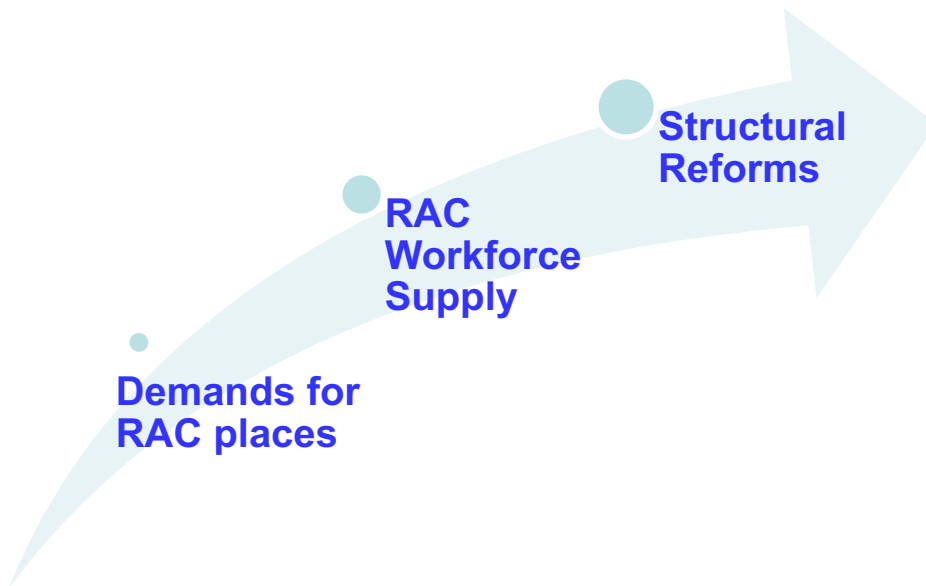 Structural
Reforms
RAC
Workforce
Supply
Demands for
RAC places